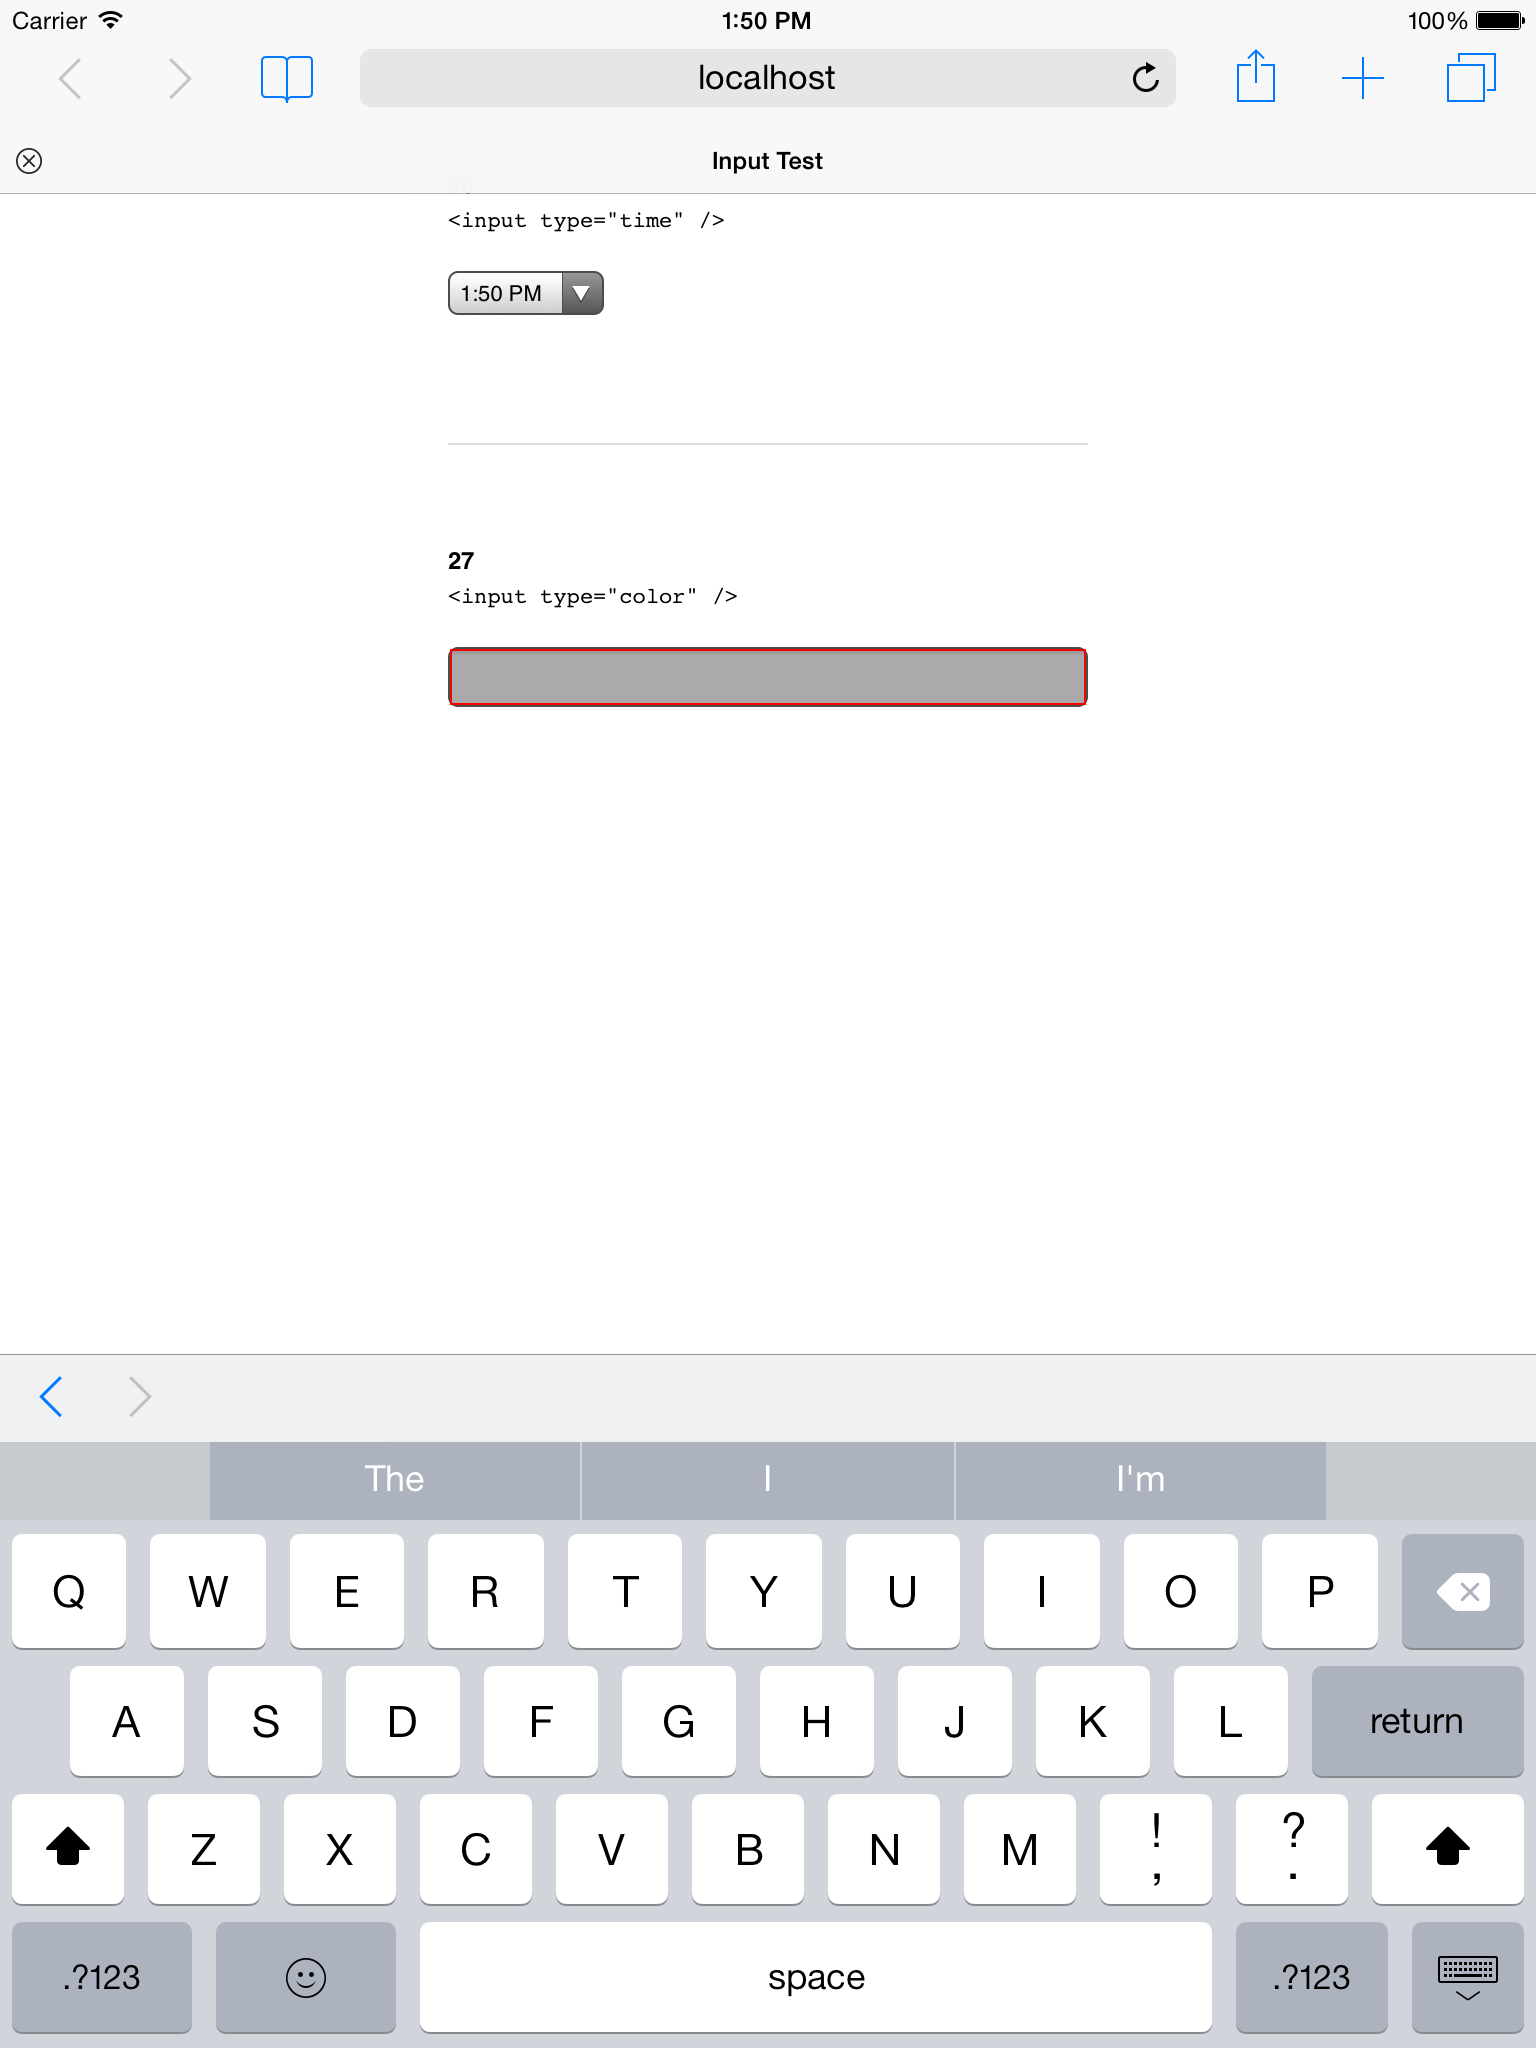 Carrier 1:50 PM 100%
localhost
Input Test
26
<input type="time" />
1:50 PM
27
<input type="color" />
The I I'm
Q W E R T Y U I O P
A S D F G H J K L return
Z X C V B N M ! , ? .
.?123 space .?123